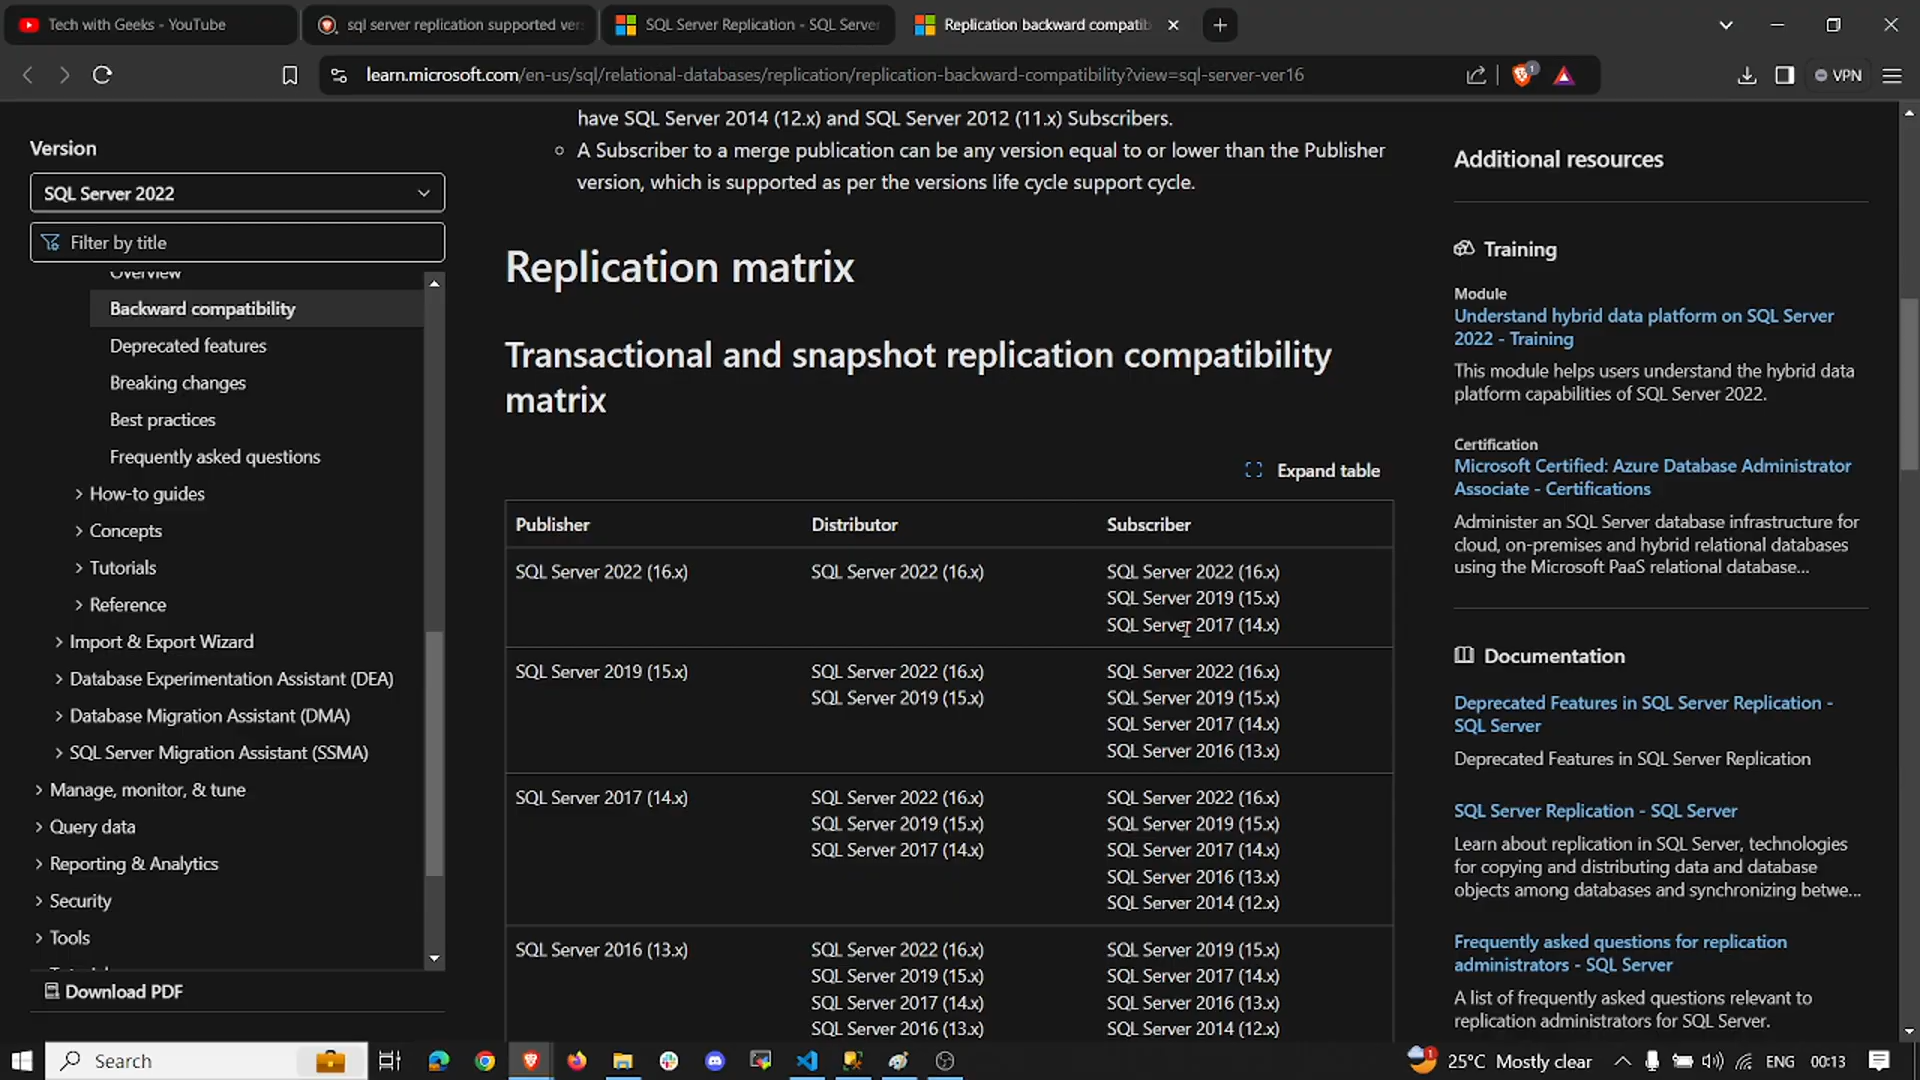 Tech with Geeks - YouTube
sql server replication supported ver
SQL Server Replication - SQL Server
Replication backward compatib
learn.microsoft.com/en-us/sql/relational-databases/replication/replication-backward-compatibility?view=sql-server-ver16
1
VPN
Version
SQL Server 2022
Filter by title
Overview
Backward compatibility
Deprecated features
Breaking changes
Best practices
Frequently asked questions
How-to guides
Concepts
Tutorials
Reference
Import & Export Wizard
Database Experimentation Assistant (DEA)
Database Migration Assistant (DMA)
SQL Server Migration Assistant (SSMA)
Manage, monitor, & tune
Query data
Reporting & Analytics
Security
Tools
Download PDF
have SQL Server 2014 (12.x) and SQL Server 2012 (11.x) Subscribers.
A Subscriber to a merge publication can be any version equal to or lower than the Publisher
version, which is supported as per the versions life cycle support cycle.
Replication matrix
Transactional and snapshot replication compatibility
matrix
Expand table
Publisher Distributor Subscriber
SQL Server 2022 (16.x) SQL Server 2022 (16.x) SQL Server 2022 (16.x)
SQL Server 2019 (15.x)
SQL Server 2017 (14.x)
SQL Server 2019 (15.x) SQL Server 2022 (16.x) SQL Server 2022 (16.x)
SQL Server 2019 (15.x) SQL Server 2019 (15.x)
SQL Server 2017 (14.x)
SQL Server 2016 (13.x)
SQL Server 2017 (14.x) SQL Server 2022 (16.x) SQL Server 2022 (16.x)
SQL Server 2019 (15.x) SQL Server 2019 (15.x)
SQL Server 2017 (14.x) SQL Server 2017 (14.x)
SQL Server 2016 (13.x)
SQL Server 2014 (12.x)
SQL Server 2016 (13.x) SQL Server 2022 (16.x) SQL Server 2019 (15.x)
SQL Server 2019 (15.x) SQL Server 2017 (14.x)
SQL Server 2017 (14.x) SQL Server 2016 (13.x)
SQL Server 2016 (13.x) SQL Server 2014 (12.x)
Additional resources
Training
Module
Understand hybrid data platform on SQL Server
2022 - Training
This module helps users understand the hybrid data
platform capabilities of SQL Server 2022.
Certification
Microsoft Certified: Azure Database Administrator
Associate - Certifications
Administer an SQL Server database infrastructure for
cloud, on-premises and hybrid relational databases
using the Microsoft PaaS relational database...
Documentation
Deprecated Features in SQL Server Replication -
SQL Server
Deprecated Features in SQL Server Replication
SQL Server Replication - SQL Server
Learn about replication in SQL Server, technologies
for copying and distributing data and database
objects among databases and synchronizing betwe...
Frequently asked questions for replication
administrators - SQL Server
A list of frequently asked questions relevant to
replication administrators for SQL Server.
Search
1
25°C Mostly clear
ENG
00:13